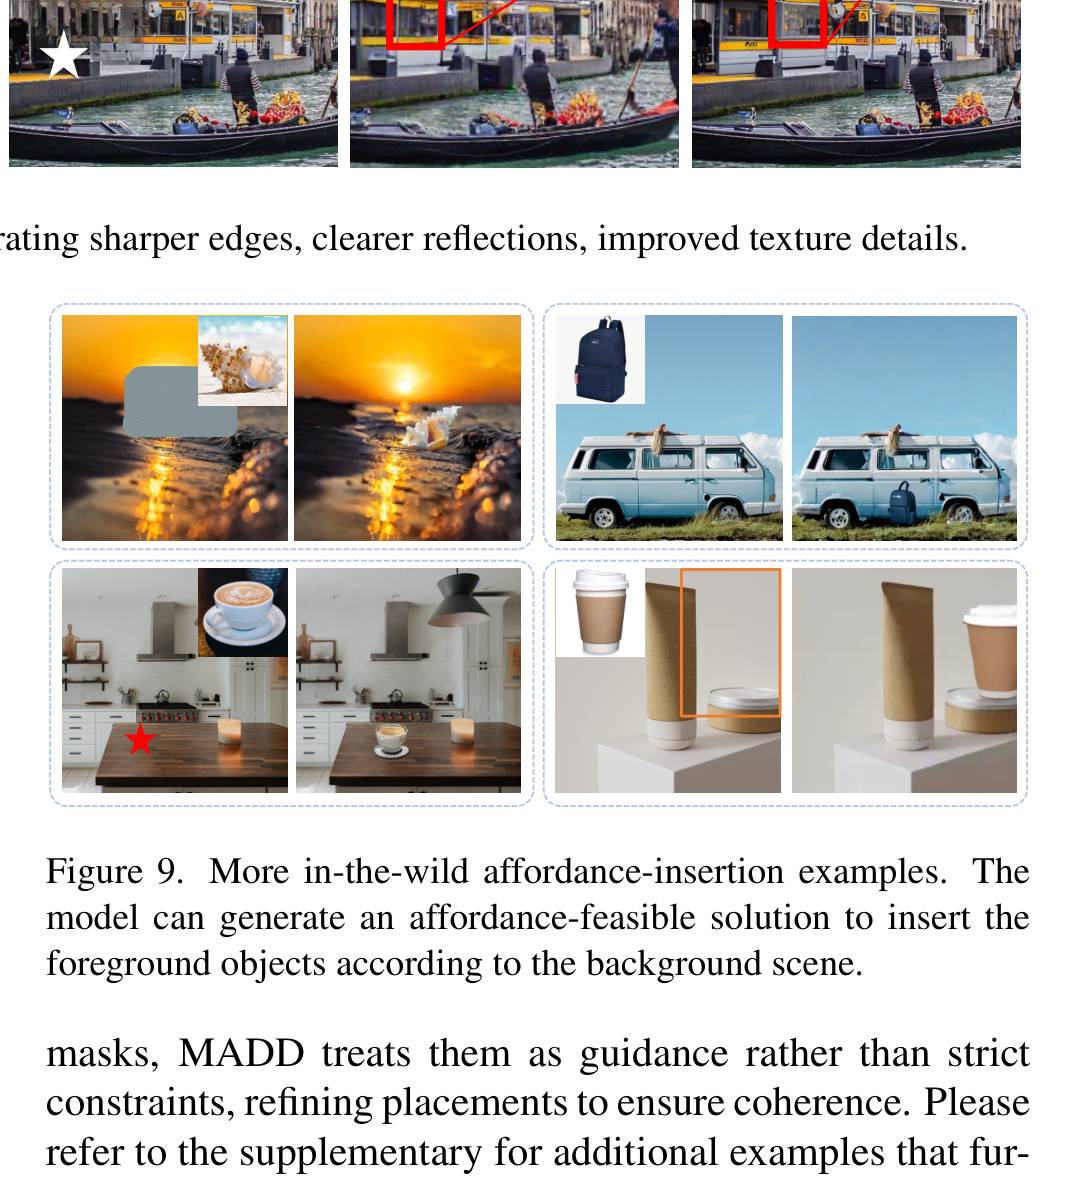 rating sharper edges, clearer reflections, improved texture details.
Figure 9. More in-the-wild affordance-insertion examples. The
model can generate an affordance-feasible solution to insert the
foreground objects according to the background scene.
masks, MADD treats them as guidance rather than strict
constraints, refining placements to ensure coherence. Please
refer to the supplementary for additional examples that fur-